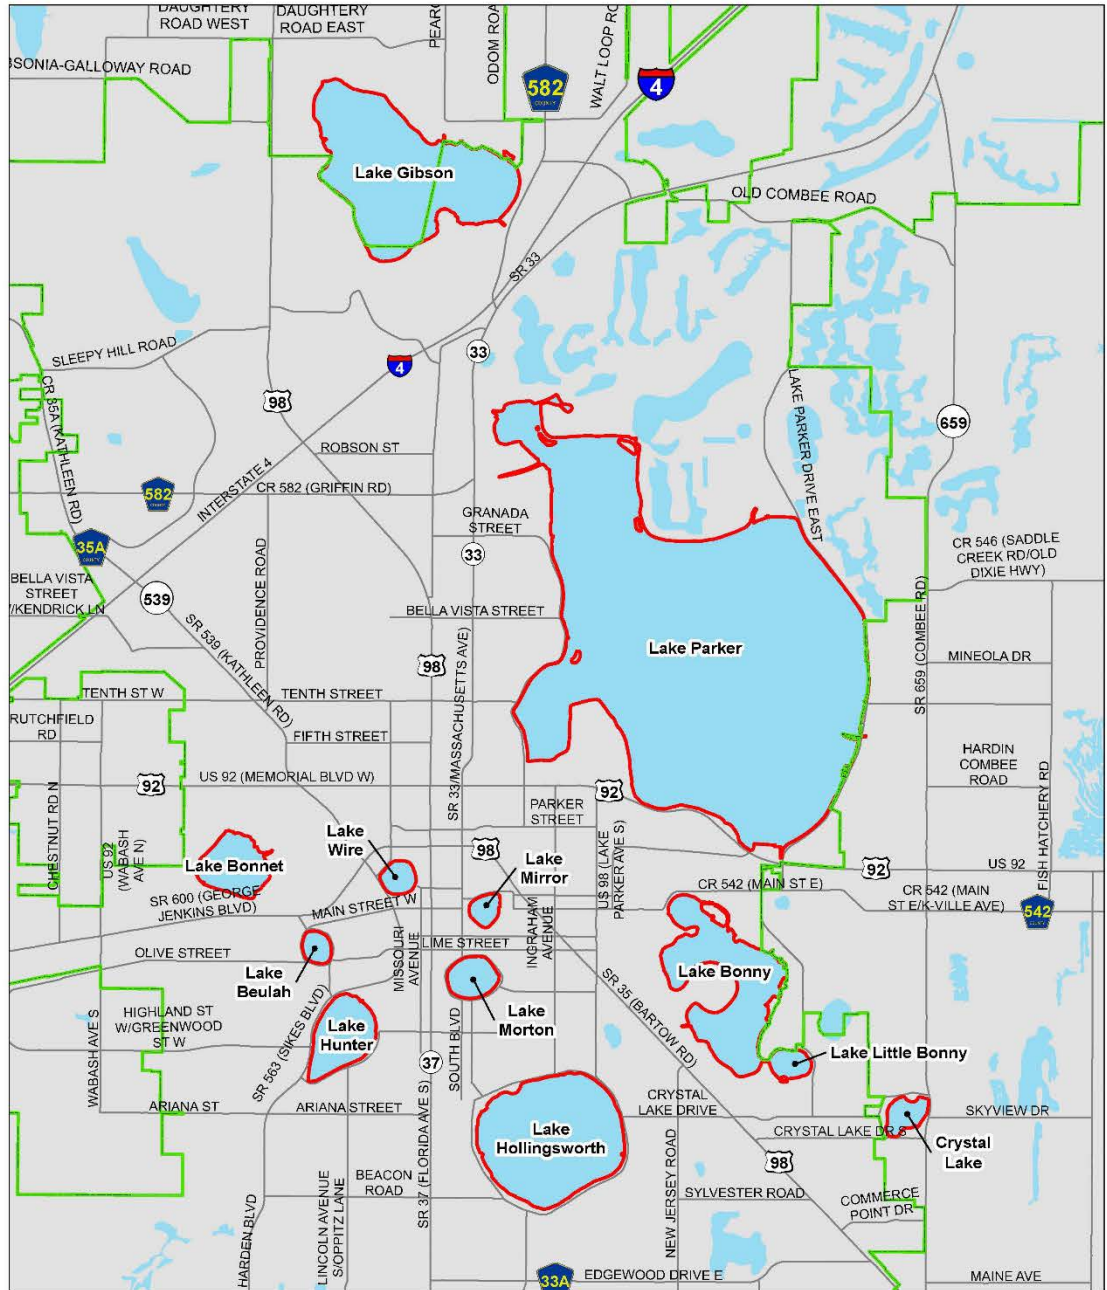 DAUGHTERY
ROAD WEST
DAUGHTERY
ROAD EAST
ODOM ROA
WALT LOOP RO
582
COUNTY
4
BSONIA-GALLOWAY ROAD
Lake Gibson
OLD COMBEE ROAD
SR 33
SLEEPY HILL ROAD
4
33
CR 35A (KATHLEEN RD)
98
LAKE PARKER DRIVE EAST
659
ROBSON ST
INTERSTATE 4
582
CR 582 (GRIFFIN RD)
GRANADA
STREET
35A
33
CR 546 (SADDLE
CREEK RD/OLD
DIXIE HWY)
BELLA VISTA
STREET
/KENDRICK LN
539
PROVIDENCE ROAD
BELLA VISTA STREET
SR 539 (KATHLEEN RD)
98
Lake Parker
SR 659 (COMBEE RD)
MINEOLA DR
TENTH ST W
TENTH STREET
RUTCHFIELD
RD
FIFTH STREET
SR 33/MASSACHUSETTS AVE)
HARDIN
COMBEE
ROAD
92
US 92 (MEMORIAL BLVD W)
92
CHESTNUT RD N
US 92
(WABASH
AVE N)
PARKER
STREET
FISH HATCHERY RD
Lake
Wire
98
Lake
Mirror
US 98 (LAKE
PARKER AVE S)
92
US 92
Lake Bonnet
SR 600 (GEORGE
JENKINS BLVD)
MAIN STREET W
CR 542 (MAIN ST E)
CR 542 (MAIN
ST E/K-VILLE AVE)
542
OLIVE STREET
Lake
Beulah
MISSOURI
AVENUE
LIME STREET
INGRAHAM
AVENUE
SR 35 (BARTOW RD)
Lake Bonny
HIGHLAND ST
W/GREENWOOD
ST W
WABASH AVE S
SR 563 (SIKES BLVD)
Lake
Hunter
Lake
Morton
SOUTH BLVD
37
Lake Little Bonny
ARIANA ST
ARIANA STREET
SR 37 (FLORIDA AVE S)
Lake
Hollingsworth
CRYSTAL
LAKE DRIVE
CRYSTAL LAKE DR S
SKYVIEW DR
Crystal
Lake
98
BEACON
ROAD
HARDEN BLVD
LINCOLN AVENUE
S/OPPITZ LANE
NEW JERSEY ROAD
SYLVESTER ROAD
COMMERCE
POINT DR
33A
EDGEWOOD DRIVE E
MAINE AVE